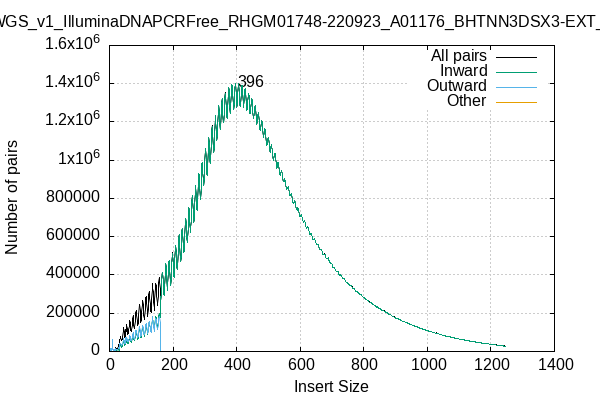 WGS_v1_IlluminaDNAPCRFree_RHGM01748-220923_A01176_BHTNN3DSX3-EXT_
1.6x10^6
1.4x10^6
1.2x10^6
1x10^6
800000
600000
400000
200000
0
Number of pairs
All pairs
Inward
Outward
Other
396
0 200 400 600 800 1000 1200 1400
Insert Size